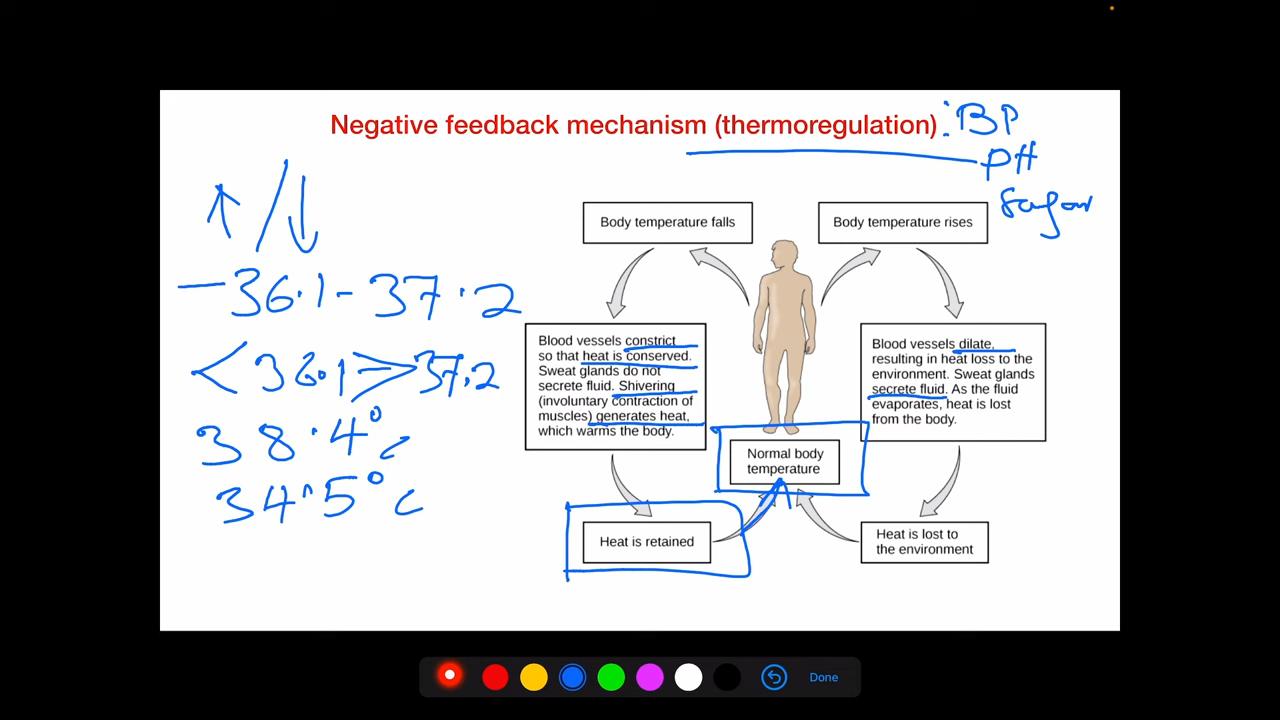 Negative feedback mechanism (thermoregulation) : BP
pH
Sugar
Body temperature falls
Body temperature rises
36.1 - 37.2
<36.1 >37.2
38.4°c
34.5°c
Blood vessels constrict
so that heat is conserved.
Sweat glands do not
secrete fluid. Shivering
(involuntary contraction of
muscles) generates heat,
which warms the body.
Blood vessels dilate,
resulting in heat loss to the
environment. Sweat glands
secrete fluid. As the fluid
evaporates, heat is lost
from the body.
Normal body
temperature
Heat is retained
Heat is lost to
the environment
Done